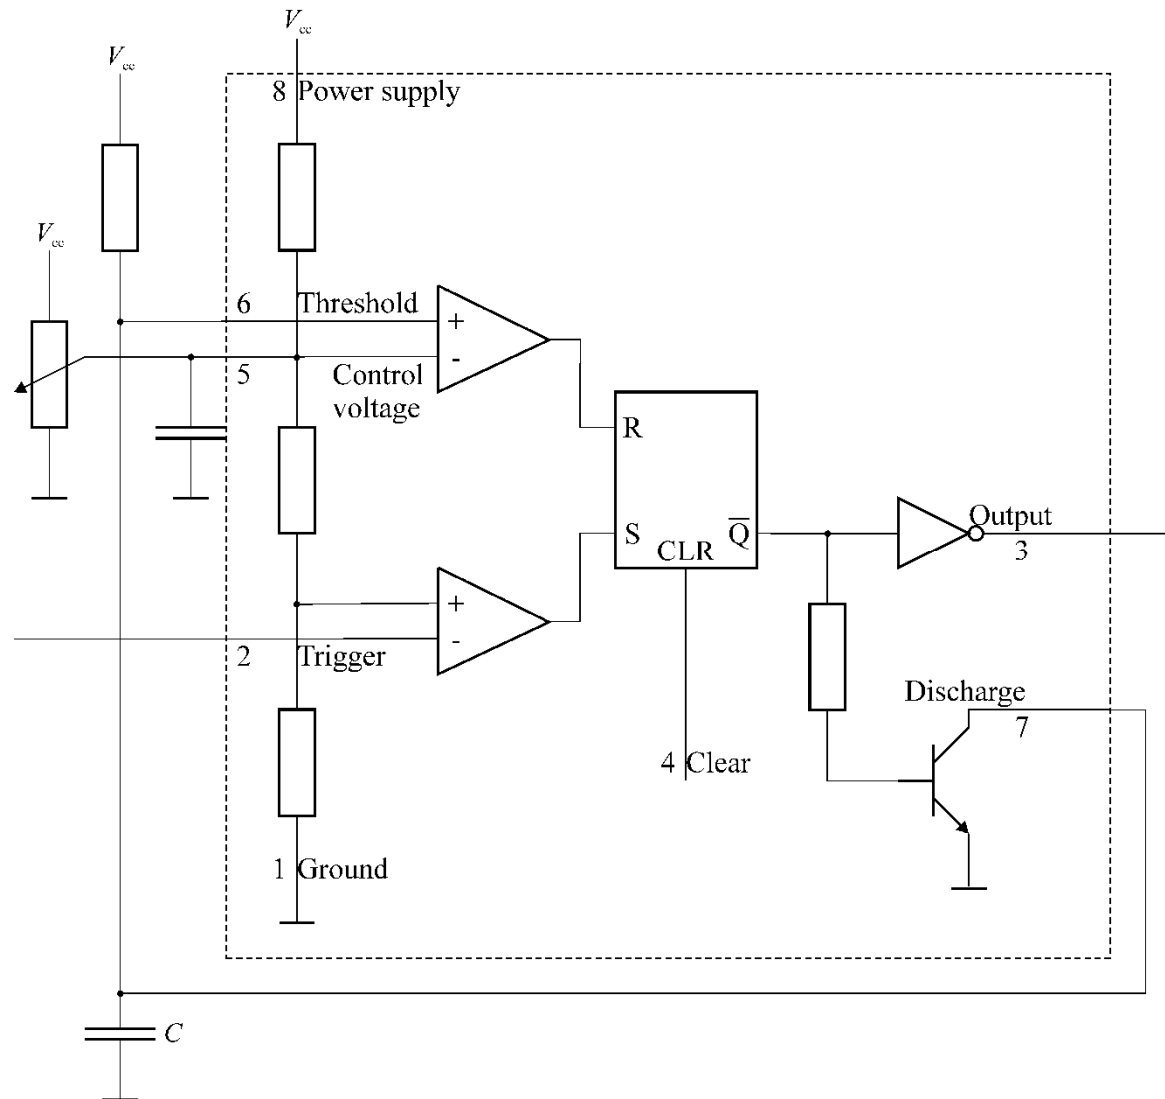 Vcc
Vcc
8 Power supply
Vcc
6 Threshold
+
-
5 Control
voltage
R
S
CLR
Q̅
Output
3
+
-
2 Trigger
Discharge
7
4 Clear
1 Ground
C